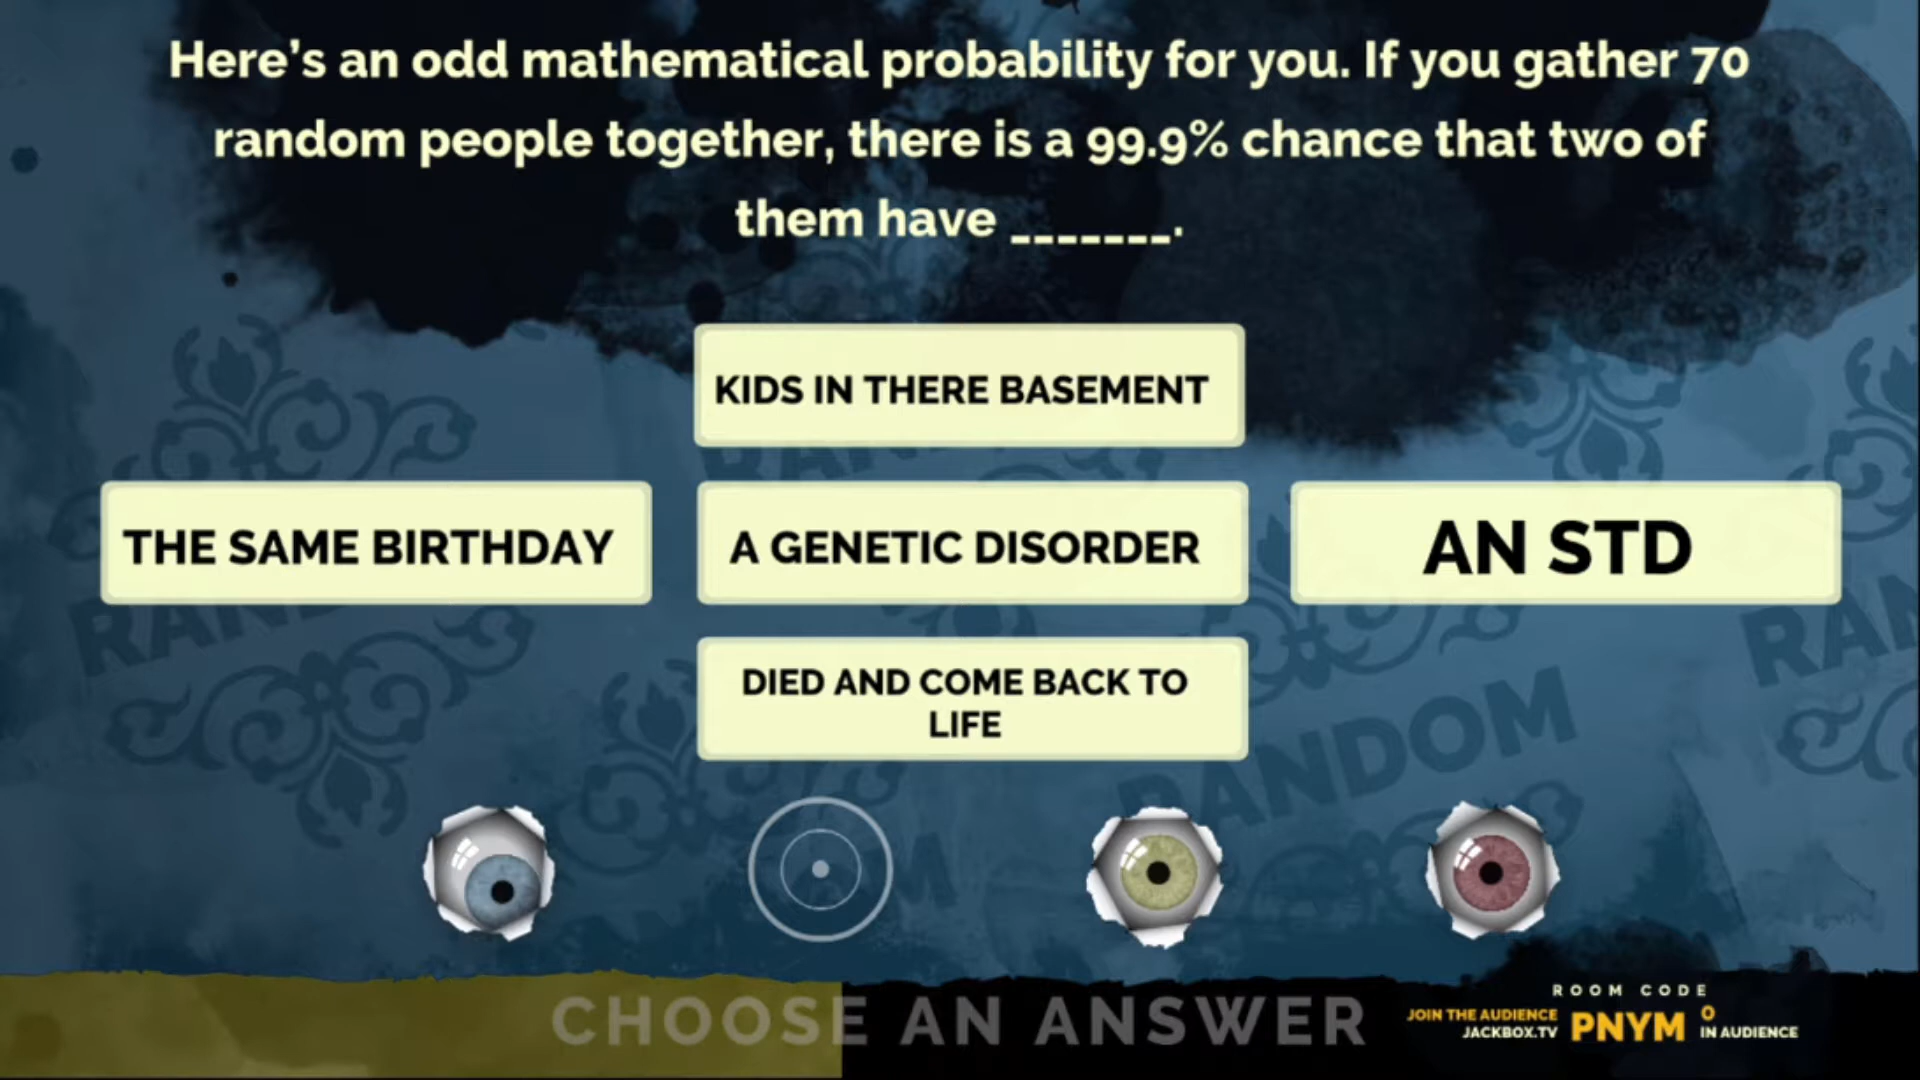 Here's an odd mathematical probability for you. If you gather 70
random people together, there is a 99.9% chance that two of
them have _______.
KIDS IN THERE BASEMENT
THE SAME BIRTHDAY
A GENETIC DISORDER
AN STD
DIED AND COME BACK TO
LIFE
RANDOM
CHOOSE AN ANSWER
ROOM CODE
JOIN THE AUDIENCE
JACKBOX.TV
PNYM
0
IN AUDIENCE